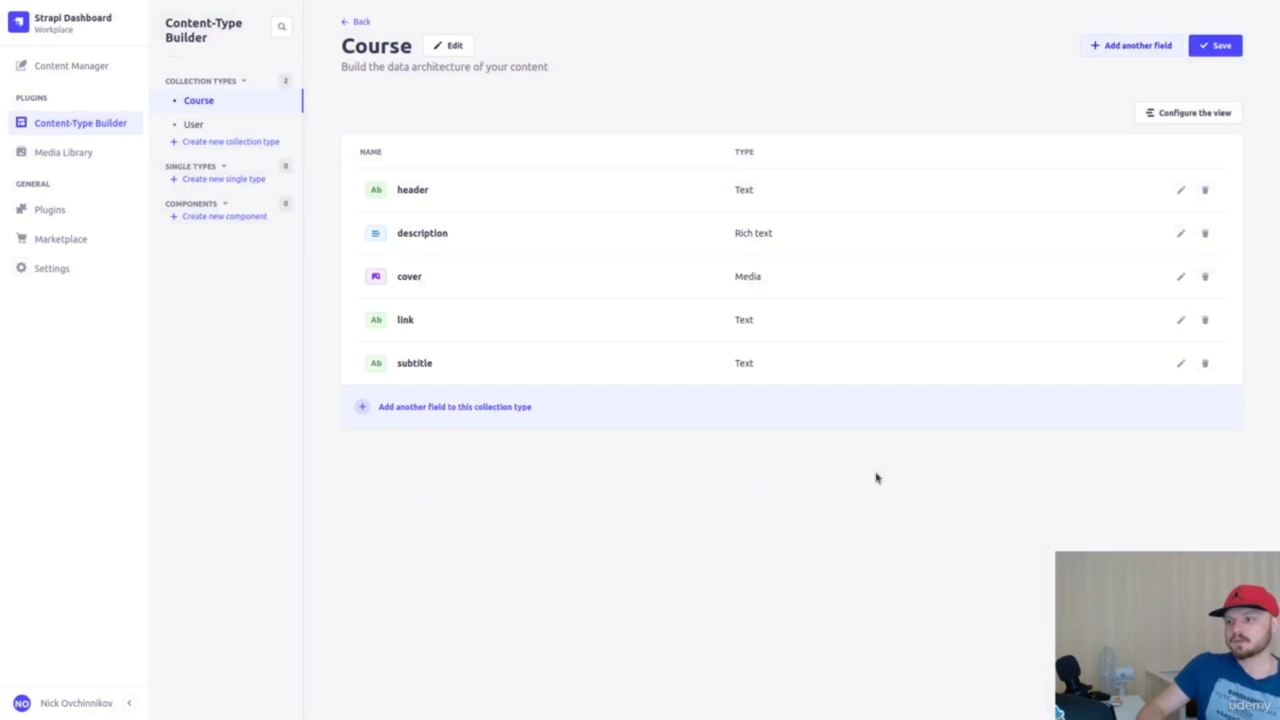 Strapi Dashboard
Workplace
Content Manager
PLUGINS
Content-Type Builder
Media Library
GENERAL
Plugins
Marketplace
Settings
NO Nick Ovchinnikov
Content-Type
Builder
COLLECTION TYPES 2
Course
User
Create new collection type
SINGLE TYPES 0
Create new single type
COMPONENTS 0
Create new component
Back
Course Edit
Build the data architecture of your content
Add another field Save
Configure the view
NAME TYPE
Ab header Text
description Rich text
cover Media
Ab link Text
Ab subtitle Text
Add another field to this collection type
udemy